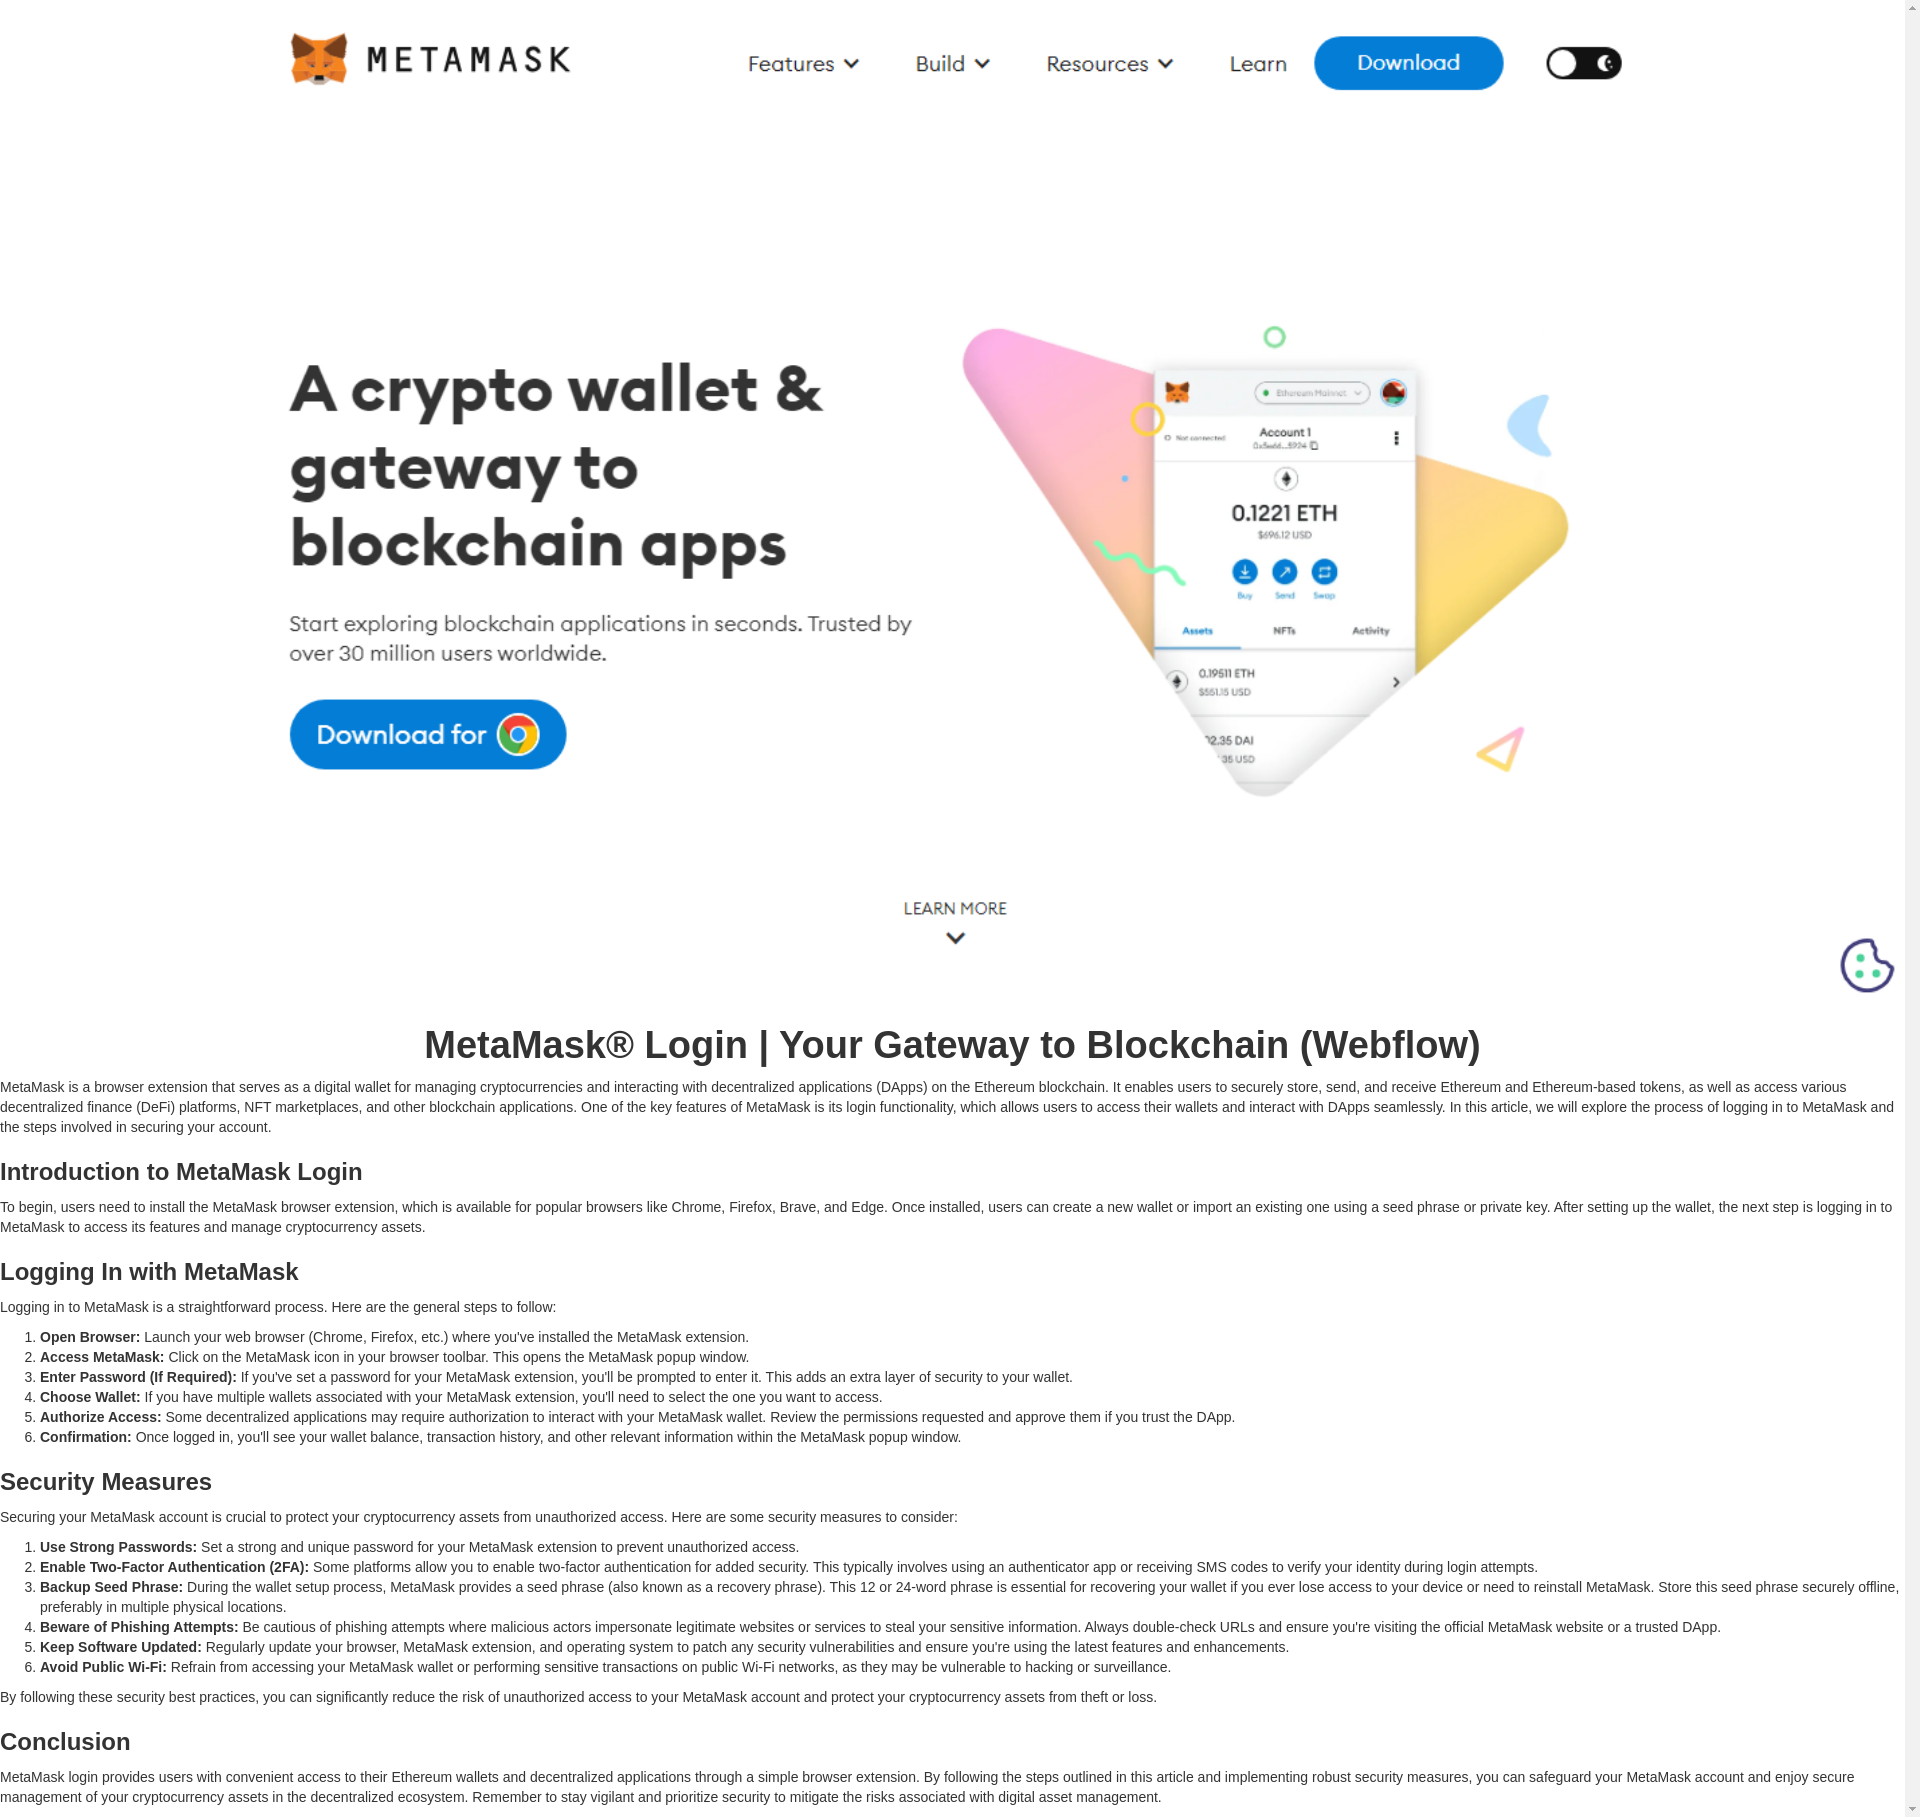 METAMASK
Features
Build
Resources
Learn
Download
A crypto wallet &
gateway to
blockchain apps
Start exploring blockchain applications in seconds. Trusted by
over 30 million users worldwide.
Download for
Ethereum Mainnet
Not connected
Account 1
0.1221 ETH
$696.12 USD
Buy
Send
Swap
Assets
NFTs
Activity
0.19511 ETH
$551.15 USD
02.35 DAI
.35 USD
LEARN MORE
MetaMask® Login | Your Gateway to Blockchain (Webflow)
MetaMask is a browser extension that serves as a digital wallet for managing cryptocurrencies and interacting with decentralized applications (DApps) on the Ethereum blockchain. It enables users to securely store, send, and receive Ethereum and Ethereum-based tokens, as well as access various
decentralized finance (DeFi) platforms, NFT marketplaces, and other blockchain applications. One of the key features of MetaMask is its login functionality, which allows users to access their wallets and interact with DApps seamlessly. In this article, we will explore the process of logging in to MetaMask and
the steps involved in securing your account.
Introduction to MetaMask Login
To begin, users need to install the MetaMask browser extension, which is available for popular browsers like Chrome, Firefox, Brave, and Edge. Once installed, users can create a new wallet or import an existing one using a seed phrase or private key. After setting up the wallet, the next step is logging in to
MetaMask to access its features and manage cryptocurrency assets.
Logging In with MetaMask
Logging in to MetaMask is a straightforward process. Here are the general steps to follow:
1. Open Browser: Launch your web browser (Chrome, Firefox, etc.) where you've installed the MetaMask extension.
2. Access MetaMask: Click on the MetaMask icon in your browser toolbar. This opens the MetaMask popup window.
3. Enter Password (If Required): If you've set a password for your MetaMask extension, you'll be prompted to enter it. This adds an extra layer of security to your wallet.
4. Choose Wallet: If you have multiple wallets associated with your MetaMask extension, you'll need to select the one you want to access.
5. Authorize Access: Some decentralized applications may require authorization to interact with your MetaMask wallet. Review the permissions requested and approve them if you trust the DApp.
6. Confirmation: Once logged in, you'll see your wallet balance, transaction history, and other relevant information within the MetaMask popup window.
Security Measures
Securing your MetaMask account is crucial to protect your cryptocurrency assets from unauthorized access. Here are some security measures to consider:
1. Use Strong Passwords: Set a strong and unique password for your MetaMask extension to prevent unauthorized access.
2. Enable Two-Factor Authentication (2FA): Some platforms allow you to enable two-factor authentication for added security. This typically involves using an authenticator app or receiving SMS codes to verify your identity during login attempts.
3. Backup Seed Phrase: During the wallet setup process, MetaMask provides a seed phrase (also known as a recovery phrase). This 12 or 24-word phrase is essential for recovering your wallet if you ever lose access to your device or need to reinstall MetaMask. Store this seed phrase securely offline,
preferably in multiple physical locations.
4. Beware of Phishing Attempts: Be cautious of phishing attempts where malicious actors impersonate legitimate websites or services to steal your sensitive information. Always double-check URLs and ensure you're visiting the official MetaMask website or a trusted DApp.
5. Keep Software Updated: Regularly update your browser, MetaMask extension, and operating system to patch any security vulnerabilities and ensure you're using the latest features and enhancements.
6. Avoid Public Wi-Fi: Refrain from accessing your MetaMask wallet or performing sensitive transactions on public Wi-Fi networks, as they may be vulnerable to hacking or surveillance.
By following these security best practices, you can significantly reduce the risk of unauthorized access to your MetaMask account and protect your cryptocurrency assets from theft or loss.
Conclusion
MetaMask login provides users with convenient access to their Ethereum wallets and decentralized applications through a simple browser extension. By following the steps outlined in this article and implementing robust security measures, you can safeguard your MetaMask account and enjoy secure
management of your cryptocurrency assets in the decentralized ecosystem. Remember to stay vigilant and prioritize security to mitigate the risks associated with digital asset management.